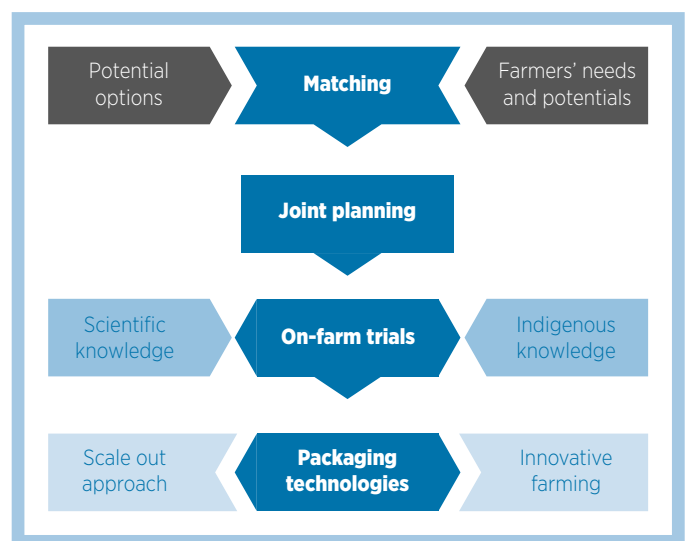 Potential
options
Matching
Farmers’ needs
and potentials
Joint planning
Scientific
knowledge
On-farm trials
Indigenous
knowledge
Scale out
approach
Packaging
technologies
Innovative
farming